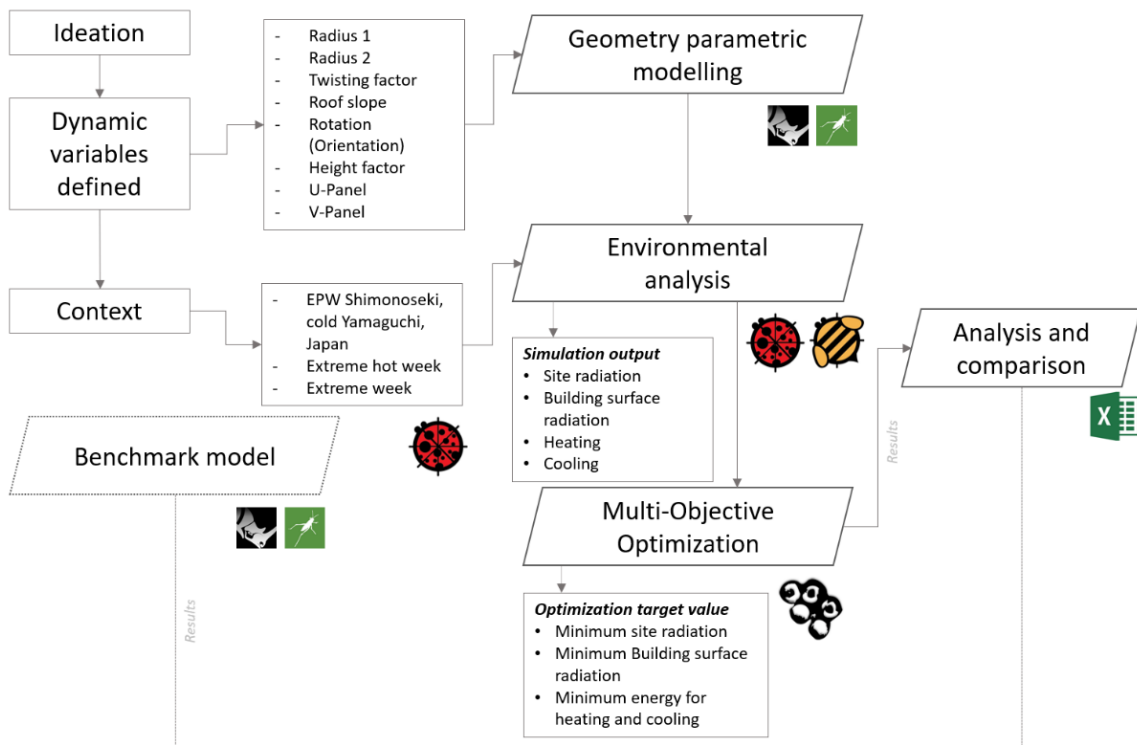 Ideation
Dynamic
variables
defined
Context
- Radius 1
- Radius 2
- Twisting factor
- Roof slope
- Rotation
(Orientation)
- Height factor
- U-Panel
- V-Panel
- EPW Shimonoseki,
cold Yamaguchi,
Japan
- Extreme hot week
- Extreme week
Benchmark model
Results
Geometry parametric
modelling
Environmental
analysis
Simulation output
• Site radiation
• Building surface
radiation
• Heating
• Cooling
Multi-Objective
Optimization
Optimization target value
• Minimum site radiation
• Minimum Building surface
radiation
• Minimum energy for
heating and cooling
Results
Analysis and
comparison
X